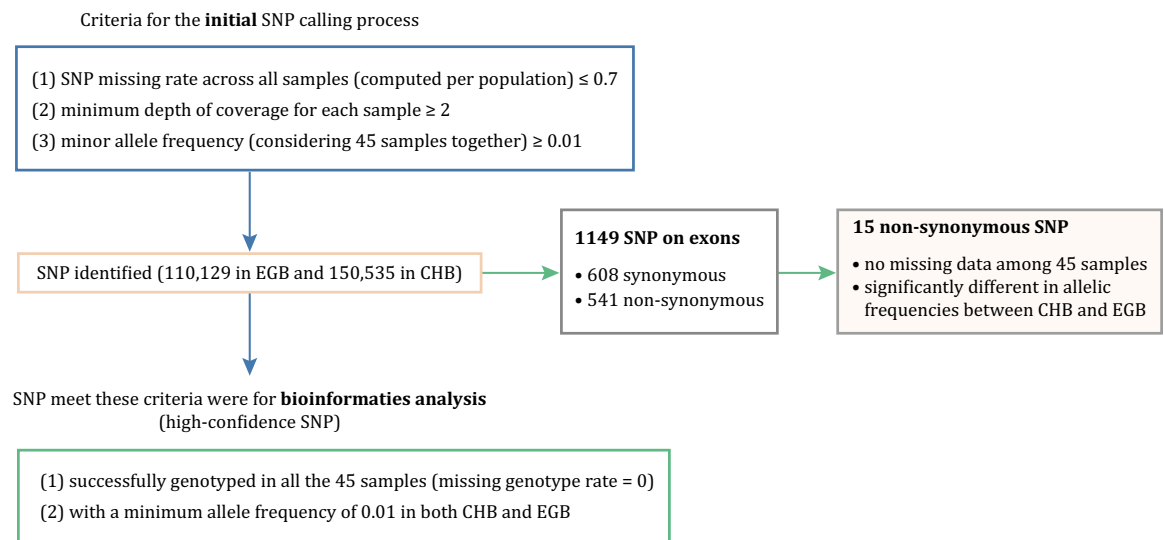 Criteria for the initial SNP calling process
(1) SNP missing rate across all samples (computed per population) ≤ 0.7
(2) minimum depth of coverage for each sample ≥ 2
(3) minor allele frequency (considering 45 samples together) ≥ 0.01
SNP identified (110,129 in EGB and 150,535 in CHB)
1149 SNP on exons
• 608 synonymous
• 541 non-synonymous
15 non-synonymous SNP
• no missing data among 45 samples
• significantly different in allelic
frequencies between CHB and EGB
SNP meet these criteria were for bioinformaties analysis
(high-confidence SNP)
(1) successfully genotyped in all the 45 samples (missing genotype rate = 0)
(2) with a minimum allele frequency of 0.01 in both CHB and EGB